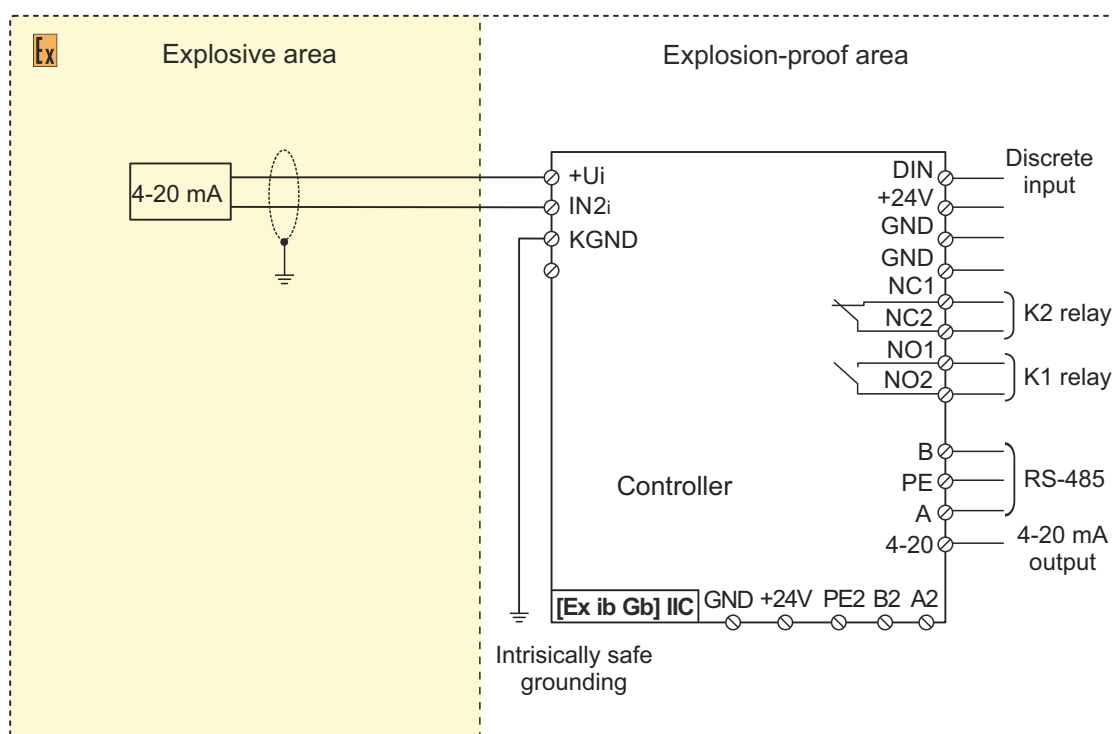 Ex
Explosive area
Explosion-proof area
4-20 mA
+Ui
IN2i
KGND
DIN
+24V
GND
GND
NC1
NC2
NO1
NO2
B
PE
A
4-20
Discrete
input
K2 relay
K1 relay
RS-485
4-20 mA
output
Controller
[Ex ib Gb] IIC
GND +24V PE2 B2 A2
Intrisically safe
grounding